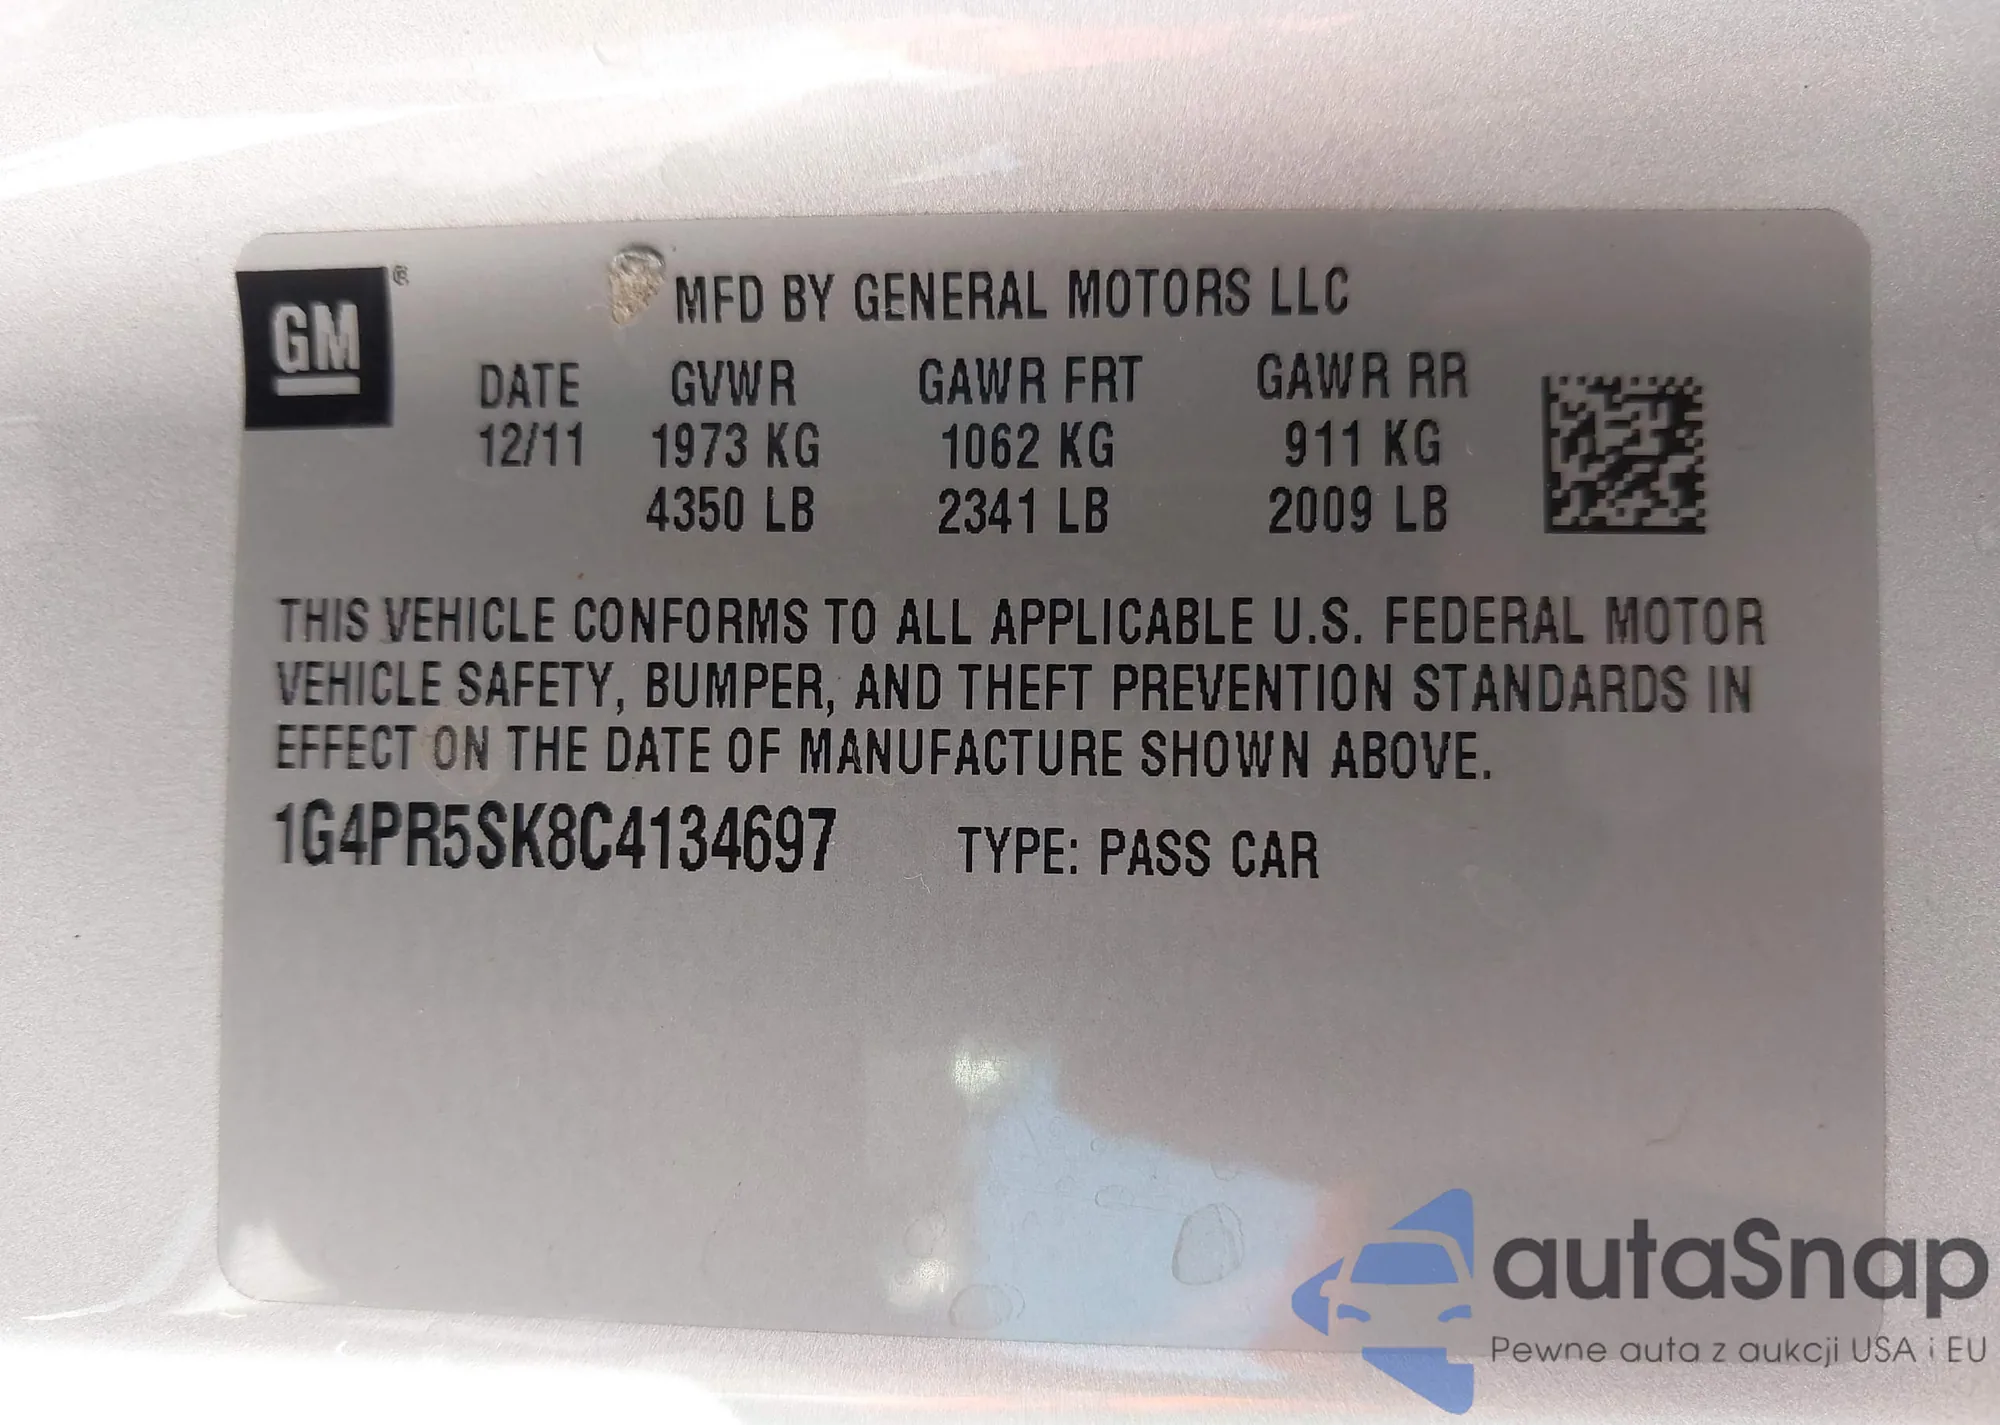 GM ®
MFD BY GENERAL MOTORS LLC
DATE GVWR GAWR FRT GAWR RR
12/11 1973 KG 1062 KG 911 KG
4350 LB 2341 LB 2009 LB
THIS VEHICLE CONFORMS TO ALL APPLICABLE U.S. FEDERAL MOTOR
VEHICLE SAFETY, BUMPER, AND THEFT PREVENTION STANDARDS IN
EFFECT ON THE DATE OF MANUFACTURE SHOWN ABOVE.
1G4PR5SK8C4134697 TYPE: PASS CAR
autaSnap
Pewne auta z aukcji USA i EU